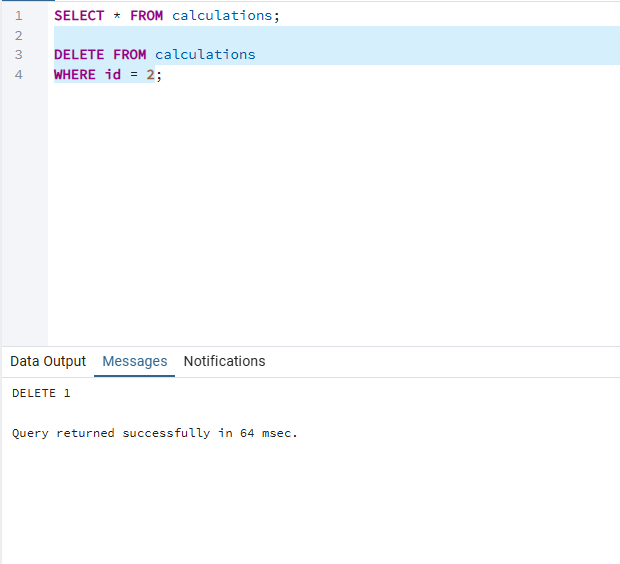 1 SELECT * FROM calculations;
2
3 DELETE FROM calculations
4 WHERE id = 2;
Data Output Messages Notifications
DELETE 1
Query returned successfully in 64 msec.